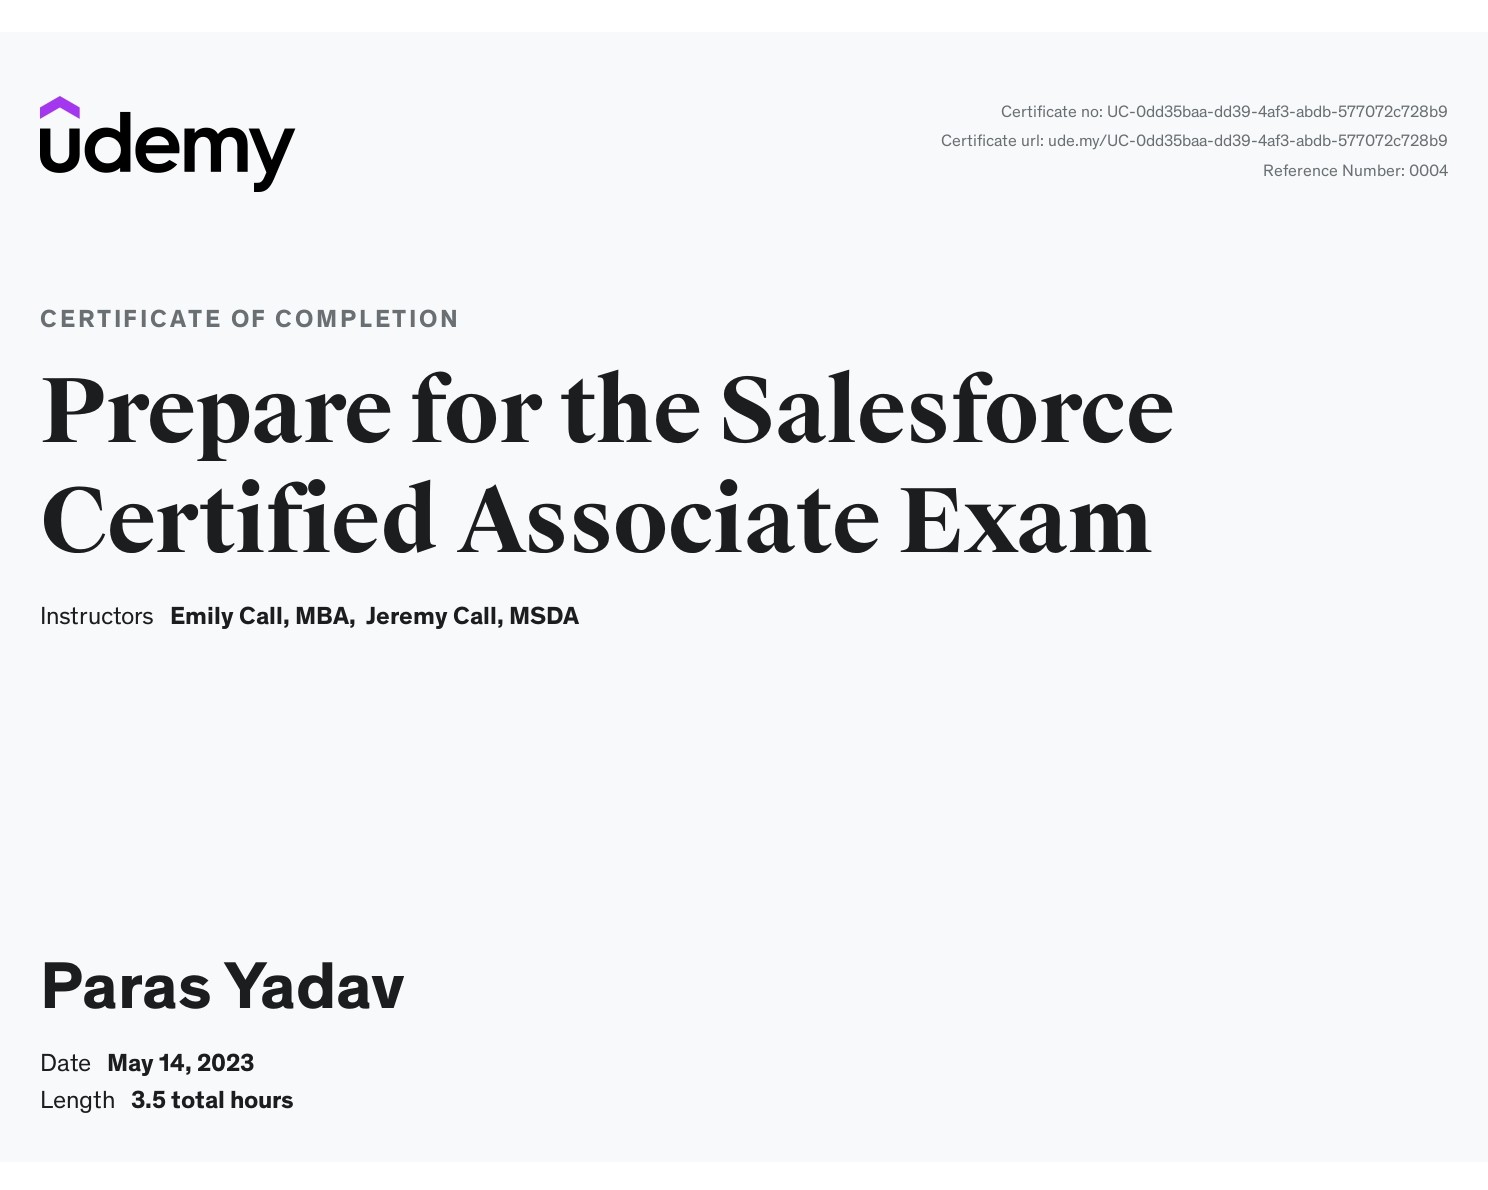 udemy
Certificate no: UC-0dd35baa-dd39-4af3-abdb-577072c728b9
Certificate url: ude.my/UC-0dd35baa-dd39-4af3-abdb-577072c728b9
Reference Number: 0004
CERTIFICATE OF COMPLETION
Prepare for the Salesforce
Certified Associate Exam
Instructors Emily Call, MBA, Jeremy Call, MSDA
Paras Yadav
Date May 14, 2023
Length 3.5 total hours